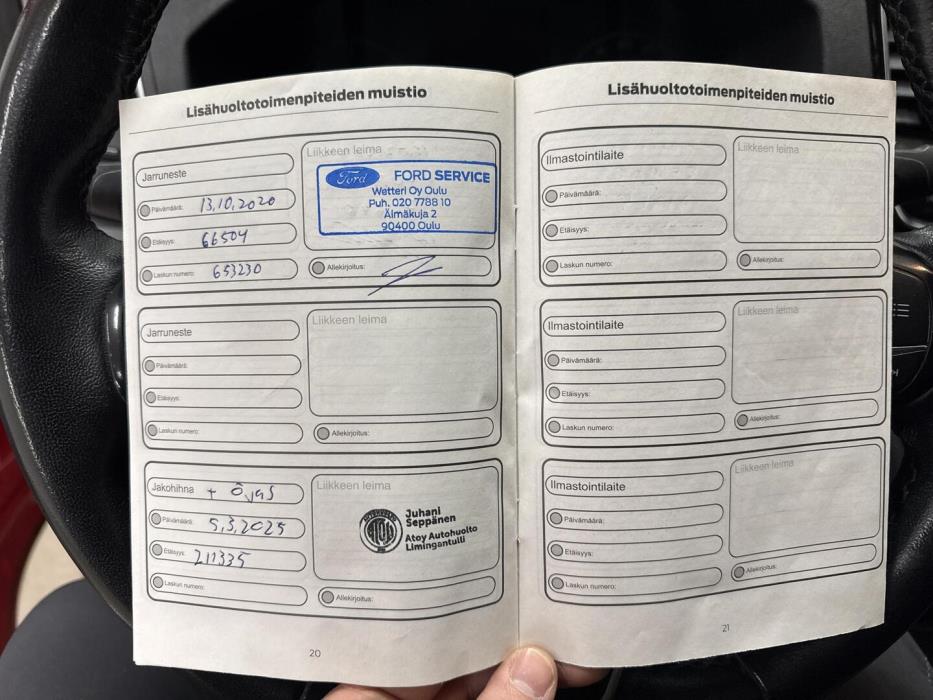 Lisähuoltotoimenpiteiden muistio
Jarruneste
Päivämäärä: 13.10.2020
Etäisyys: 66504
Laskun numero: 653230
Liikkeen leima
Ford FORD SERVICE
Wetteri Oy Oulu
Puh. 020 7788 10
Älmäkuja 2
90400 Oulu
Allekirjoitus:
Jarruneste
Päivämäärä:
Etäisyys:
Laskun numero:
Liikkeen leima
Allekirjoitus:
Jakohihna +
Päivämäärä: 5.3.2025
Etäisyys: 211335
Laskun numero:
Liikkeen leima
Juhani
Seppänen
Atoy Autohuolto
Limingantulli
Allekirjoitus:
20
Lisähuoltotoimenpiteiden muistio
Ilmastointilaite
Päivämäärä:
Etäisyys:
Laskun numero:
Liikkeen leima
Allekirjoitus:
Ilmastointilaite
Päivämäärä:
Etäisyys:
Laskun numero:
Liikkeen leima
Allekirjoitus:
Ilmastointilaite
Päivämäärä:
Etäisyys:
Laskun numero:
Liikkeen leima
Allekirjoitus:
21